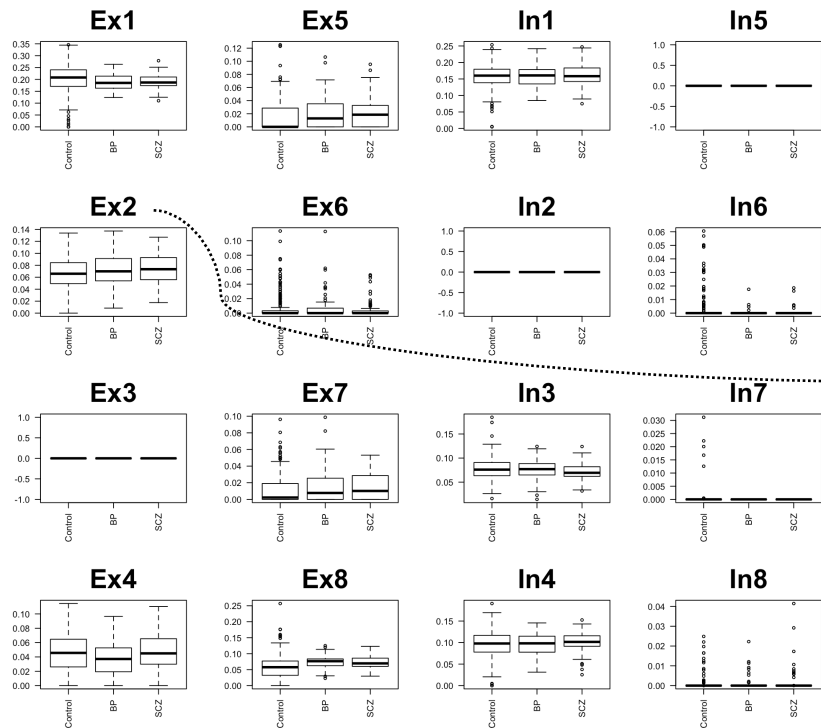 Ex1 Ex5 In1 In5
0.35 0.30 0.25 0.20 0.15 0.10 0.05 0.00
0.12 0.10 0.08 0.06 0.04 0.02 0.00
0.25 0.20 0.15 0.10 0.05 0.00
1.0 0.5 0.0 -0.5 -1.0
Control BP SCZ Control BP SCZ Control BP SCZ Control BP SCZ
Ex2 Ex6 In2 In6
0.14 0.12 0.10 0.08 0.06 0.04 0.02 0.00
0.10 0.08 0.06 0.04 0.02 0.00
1.0 0.5 0.0 -0.5 -1.0
0.06 0.05 0.04 0.03 0.02 0.01 0.00
Control BP SCZ Control BP SCZ Control BP SCZ Control BP SCZ
Ex3 Ex7 In3 In7
1.0 0.5 0.0 -0.5 -1.0
0.10 0.08 0.06 0.04 0.02 0.00
0.15 0.10 0.05
0.030 0.020 0.010 0.000
Control BP SCZ Control BP SCZ Control BP SCZ Control BP SCZ
Ex4 Ex8 In4 In8
0.10 0.08 0.06 0.04 0.02 0.00
0.25 0.20 0.15 0.10 0.05 0.00
0.15 0.10 0.05 0.00
0.04 0.03 0.02 0.01 0.00
Control BP SCZ Control BP SCZ Control BP SCZ Control BP SCZ